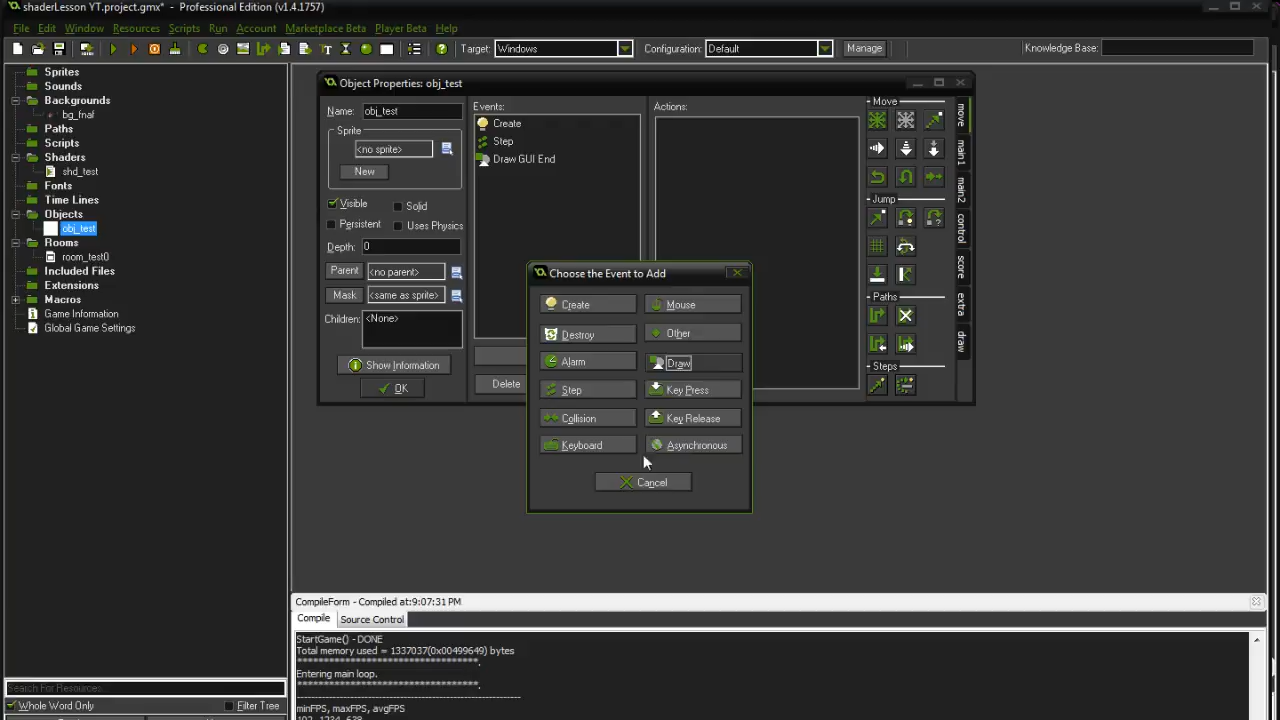 shaderLesson YT.project.gmx* - Professional Edition (v1.4.1757)
File Edit Window Resources Scripts Run Account Marketplace Beta Player Beta Help
Target: Windows Configuration: Default Manage Knowledge Base:
Sprites
Sounds
Backgrounds
bg_fnaf
Paths
Scripts
Shaders
shd_test
Fonts
Time Lines
Objects
obj_test
Rooms
room_test0
Included Files
Extensions
Macros
Game Information
Global Game Settings
Search For Resources
Whole Word Only Filter Tree
Object Properties: obj_test
Name: obj_test
Sprite
<no sprite>
New
Visible Solid
Persistent Uses Physics
Depth: 0
Parent <no parent>
Mask <same as sprite>
Children: <None>
Show Information
OK
Events:
Create
Step
Draw GUI End
Delete
Actions:
Move
Jump
Paths
Steps
move
main1
main2
control
score
extra
draw
Choose the Event to Add
Create Mouse
Destroy Other
Alarm Draw
Step Key Press
Collision Key Release
Keyboard Asynchronous
Cancel
CompileForm - Compiled at:9:07:31 PM
Compile Source Control
StartGame() - DONE
Total memory used = 1337037(0x00499649) bytes
**********************************.
Entering main loop.
**********************************.
minFPS, maxFPS, avgFPS